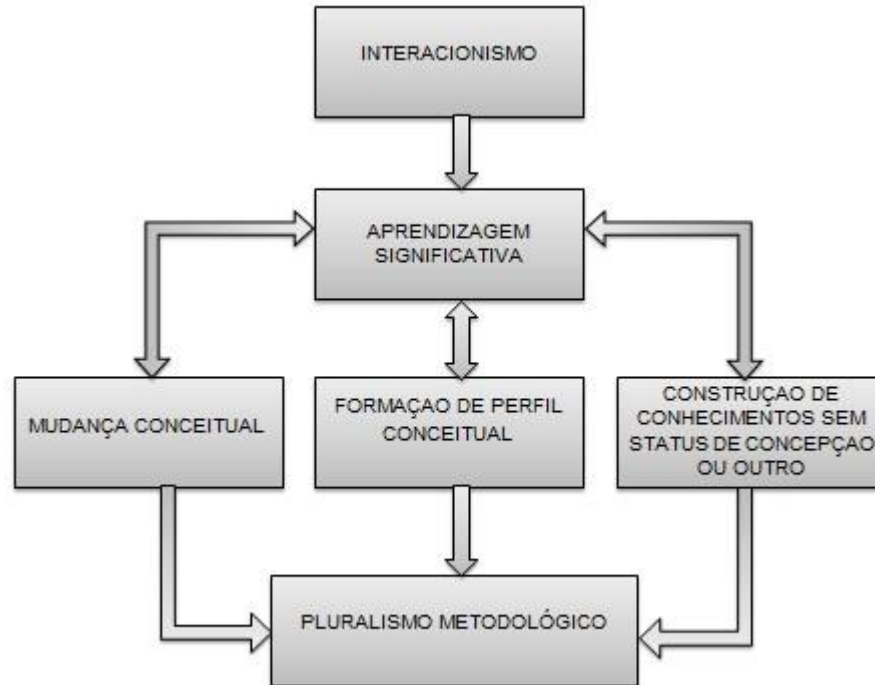 INTERACIONISMO
APRENDIZAGEM
SIGNIFICATIVA
MUDANÇA CONCEITUAL
FORMAÇAO DE PERFIL
CONCEITUAL
CONSTRUÇAO DE
CONHECIMENTOS SEM
STATUS DE CONCEPÇAO
OU OUTRO
PLURALISMO METODOLÓGICO